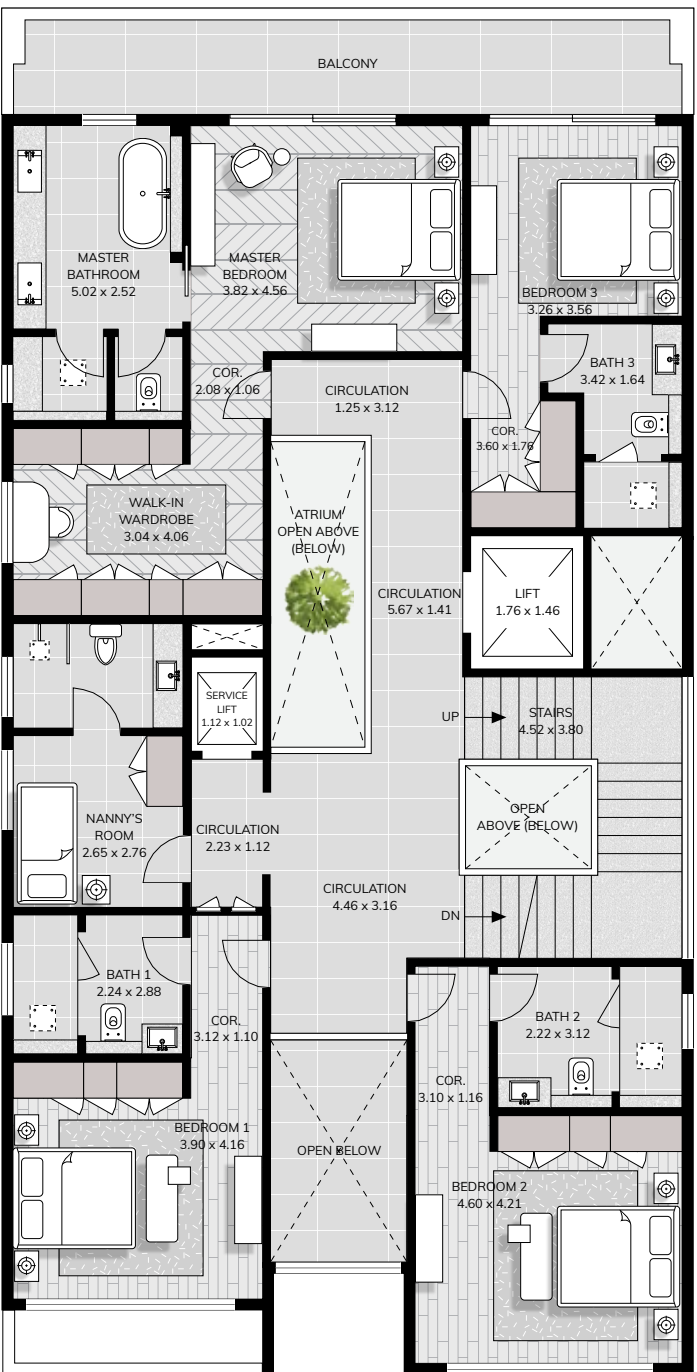 BALCONY
MASTER
BATHROOM
5.02 x 2.52
MASTER
BEDROOM
3.82 x 4.56
BEDROOM 3
3.26 x 3.56
BATH 3
3.42 x 1.64
COR.
2.08 x 1.06
CIRCULATION
1.25 x 3.12
COR.
3.60 x 1.76
WALK-IN
WARDROBE
3.04 x 4.06
ATRIUM
OPEN ABOVE
(BELOW)
CIRCULATION
5.67 x 1.41
LIFT
1.76 x 1.46
SERVICE
LIFT
1.12 x 1.02
UP
STAIRS
4.52 x 3.80
NANNY'S
ROOM
2.65 x 2.76
CIRCULATION
2.23 x 1.12
OPEN
ABOVE (BELOW)
CIRCULATION
4.46 x 3.16
DN
BATH 1
2.24 x 2.88
COR.
3.12 x 1.10
BATH 2
2.22 x 3.12
COR.
3.10 x 1.16
BEDROOM 1
3.90 x 4.16
OPEN BELOW
BEDROOM 2
4.60 x 4.21